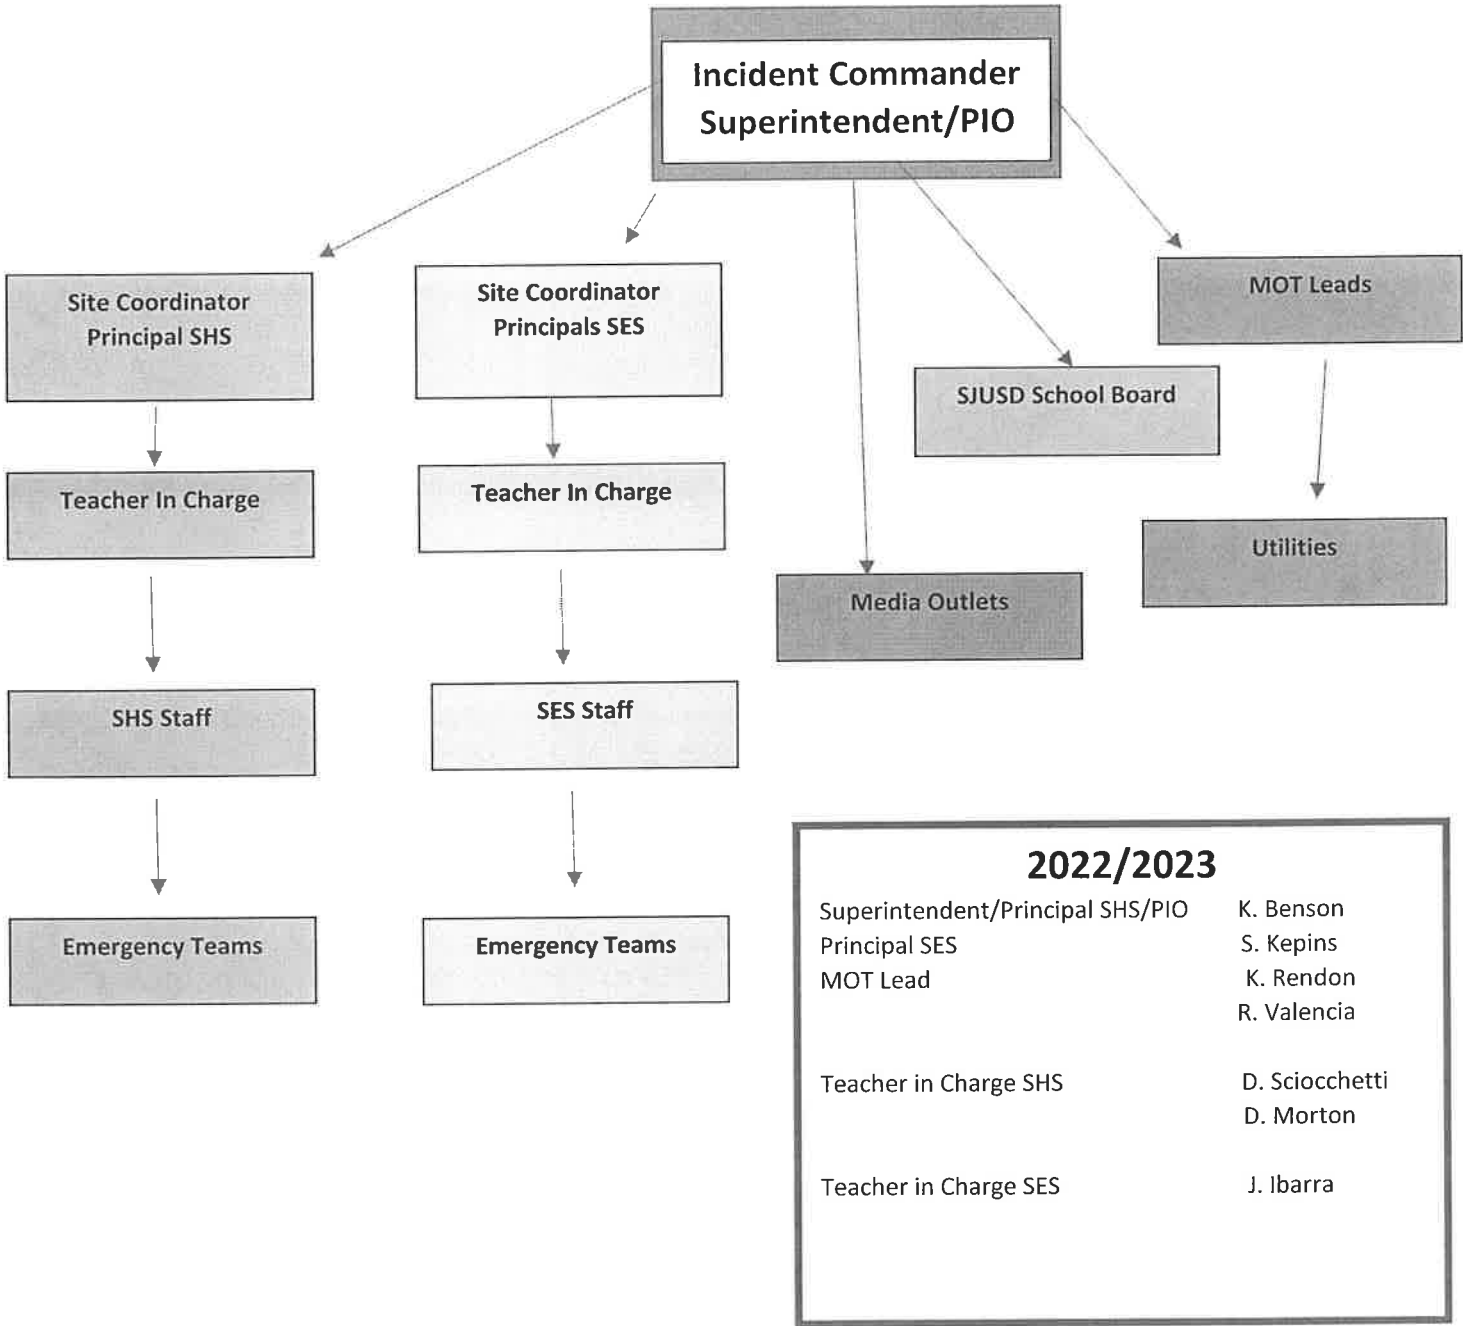 Incident Commander
Superintendent/PIO
Site Coordinator
Principal SHS
Site Coordinator
Principals SES
MOT Leads
SJUSD School Board
Teacher In Charge
Teacher In Charge
Utilities
Media Outlets
SHS Staff
SES Staff
Emergency Teams
Emergency Teams
2022/2023
Superintendent/Principal SHS/PIO K. Benson
Principal SES S. Kepins
MOT Lead K. Rendon
R. Valencia
Teacher in Charge SHS D. Sciocchetti
D. Morton
Teacher in Charge SES J. Ibarra